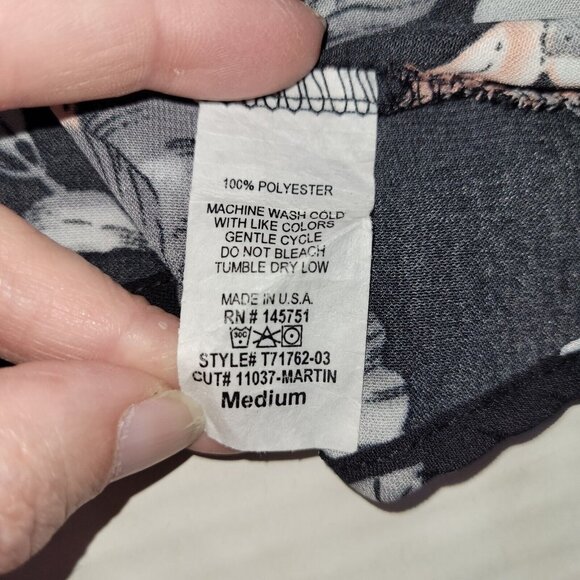 100% POLYESTER
MACHINE WASH COLD
WITH LIKE COLORS
GENTLE CYCLE
DO NOT BLEACH
TUMBLE DRY LOW
MADE IN U.S.A.
RN # 145751
30C
STYLE# T71762-03
CUT# 11037-MARTIN
Medium